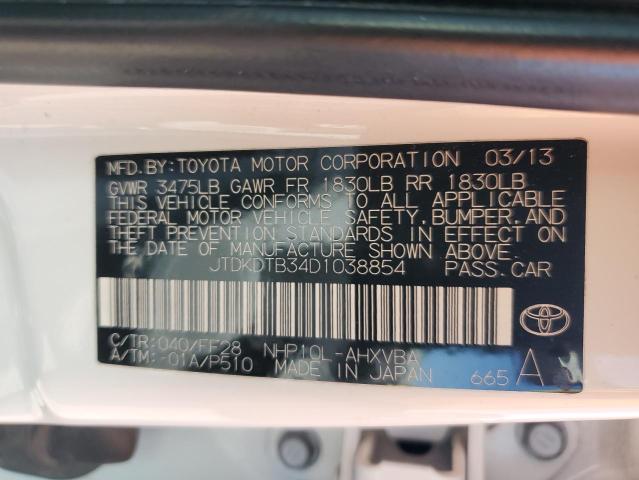 MFD.BY:TOYOTA MOTOR CORPORATION 03/13
GVWR 3475LB GAWR FR 1830LB RR 1830LB
THIS VEHICLE CONFORMS TO ALL APPLICABLE
FEDERAL MOTOR VEHICLE SAFETY,BUMPER,AND
THEFT PREVENTION STANDARDS IN EFFECT ON
THE DATE OF MANUFACTURE SHOWN ABOVE.
JTDKDTB34D1038854 PASS.CAR
C/TR:040/FF28 NHP10L-AHXVBA
A/TM:-01A/P510 MADE IN JAPAN 665 A